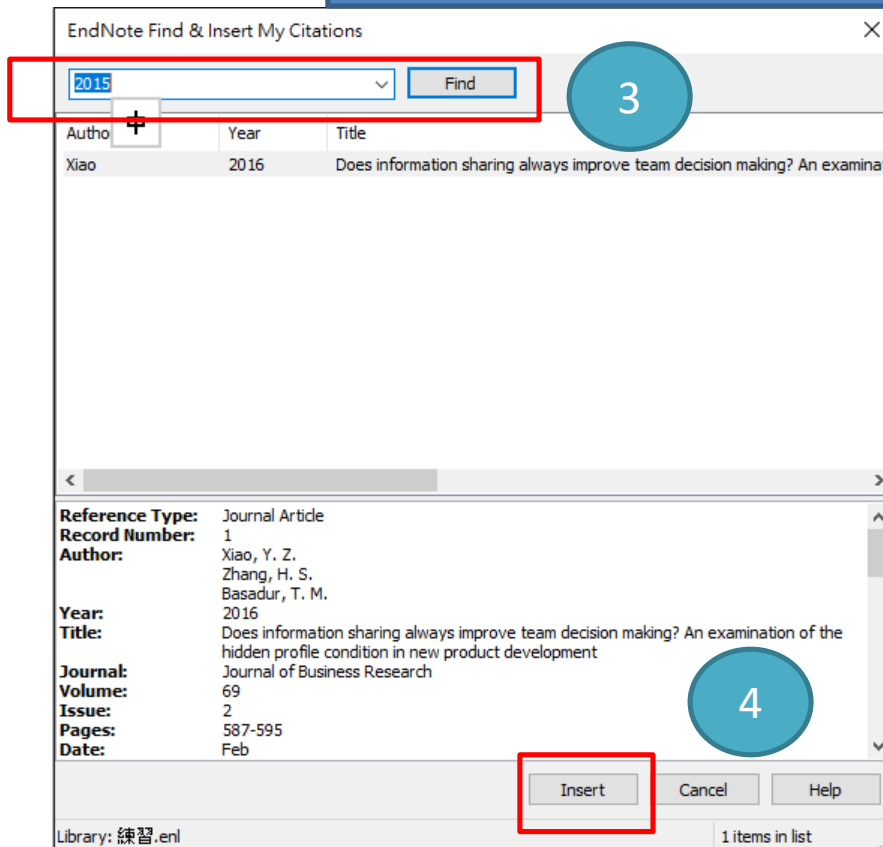 EndNote Find & Insert My Citations
2015 Find
3
中
Autho Year Title
Xiao 2016 Does information sharing always improve team decision making? An examina
Reference Type: Journal Article
Record Number: 1
Author: Xiao, Y. Z.
Zhang, H. S.
Basadur, T. M.
Year: 2016
Title: Does information sharing always improve team decision making? An examination of the
hidden profile condition in new product development
Journal: Journal of Business Research
Volume: 69
Issue: 2
Pages: 587-595
Date: Feb
4
Insert Cancel Help
Library: 練習.enl 1 items in list